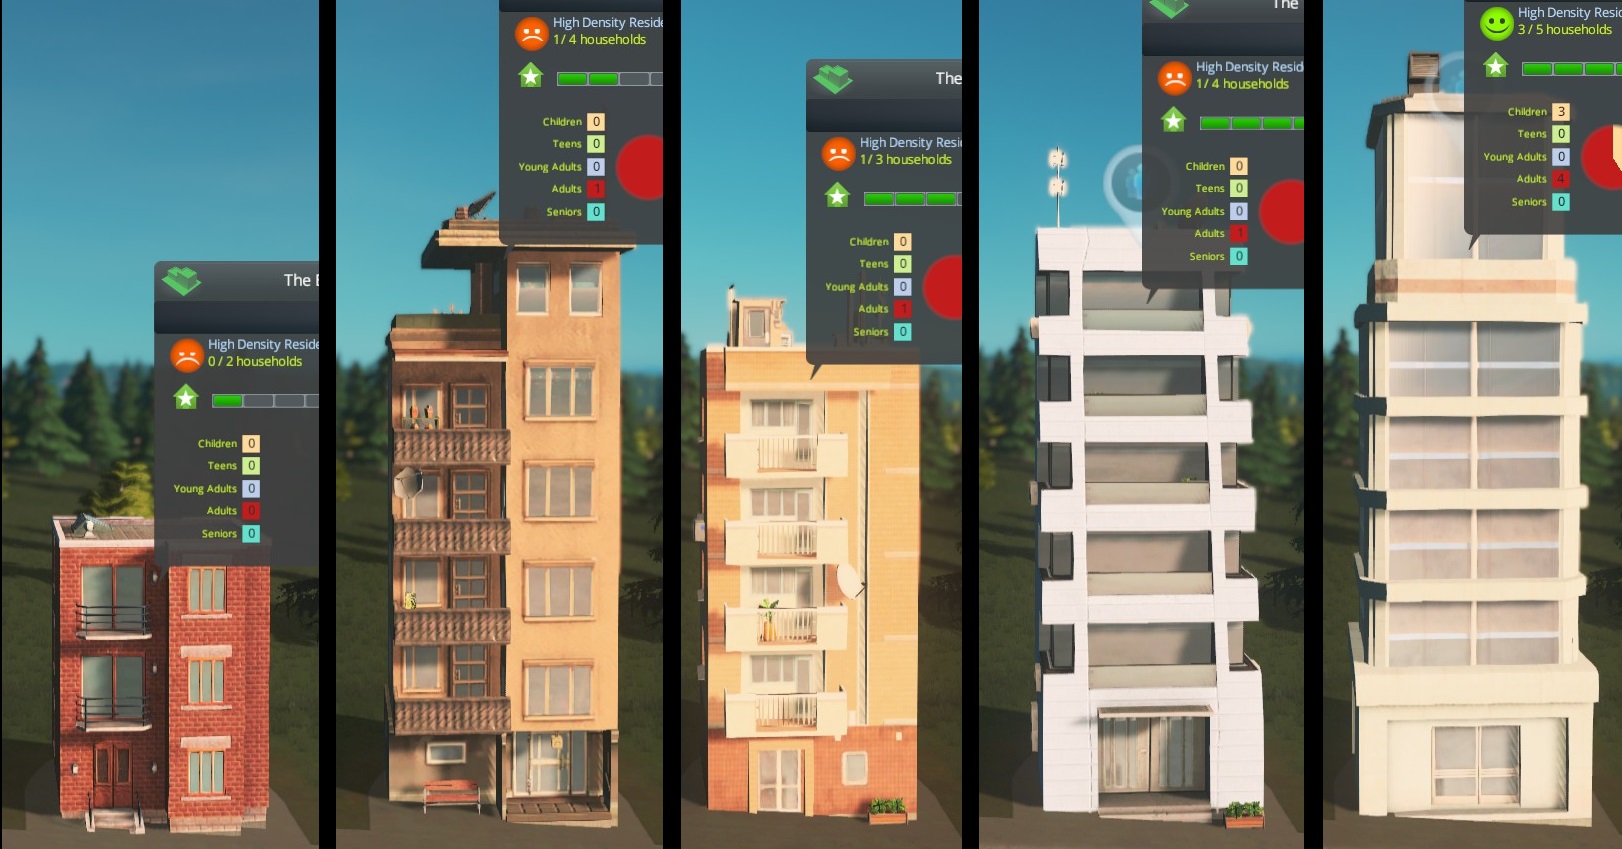 The E
0 / 2 households
Children 0
Teens 0
Young Adults 0
Adults 0
Seniors 0
High Density Reside
1 / 4 households
Children 0
Teens 0
Young Adults 0
Adults 1
Seniors 0
The
High Density Resi
1 / 3 households
Children 0
Teens 0
Young Adults 0
Adults 1
Seniors 0
The
High Density Resid
1 / 4 households
Children 0
Teens 0
Young Adults 0
Adults 1
Seniors 0
High Density Resid
3 / 5 households
Children 3
Teens 0
Young Adults 0
Adults 4
Seniors 0